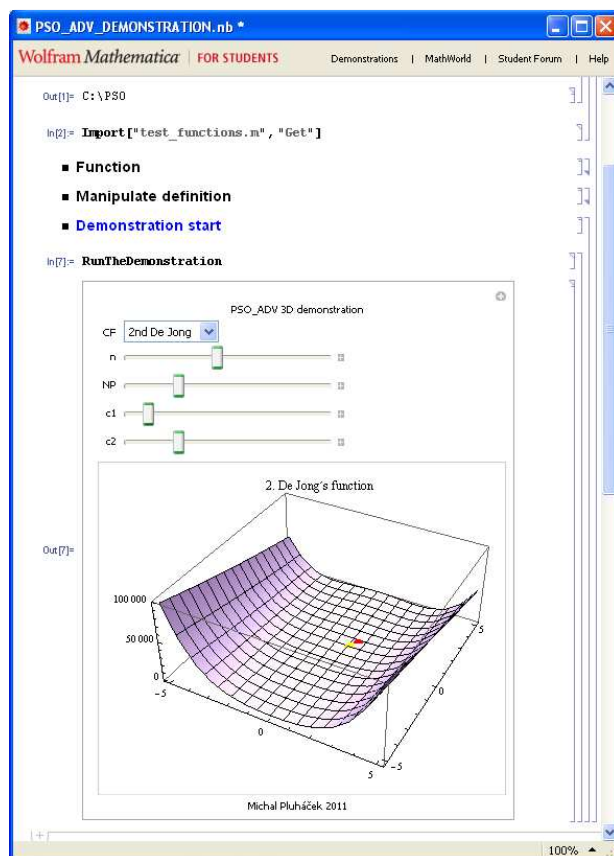 PSO_ADV_DEMONSTRATION.nb *
Wolfram Mathematica | FOR STUDENTS Demonstrations | MathWorld | Student Forum | Help
Out[1]= C:\PSO
In[2]:= Import["test_functions.m", "Get"]
■ Function
■ Manipulate definition
■ Demonstration start
In[7]:= RunTheDemonstration
PSO_ADV 3D demonstration
CF 2nd De Jong
n
NP
c1
c2
2. De Jong´s function
Out[7]=
100 000
50 000
0
-5
0
5
-5
0
5
Michal Pluháček 2011
100%